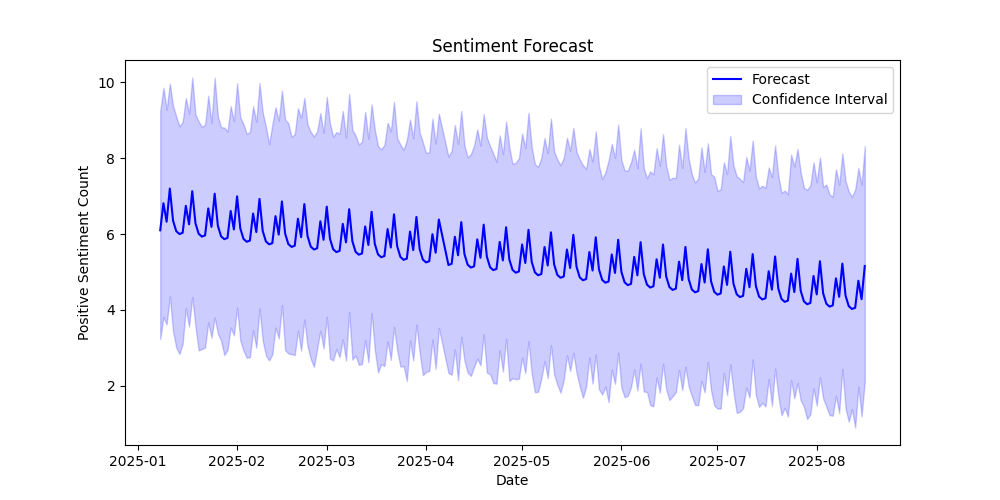 Sentiment Forecast
Forecast
Confidence Interval
Positive Sentiment Count
10
8
6
4
2
2025-01
2025-02
2025-03
2025-04
2025-05
2025-06
2025-07
2025-08
Date